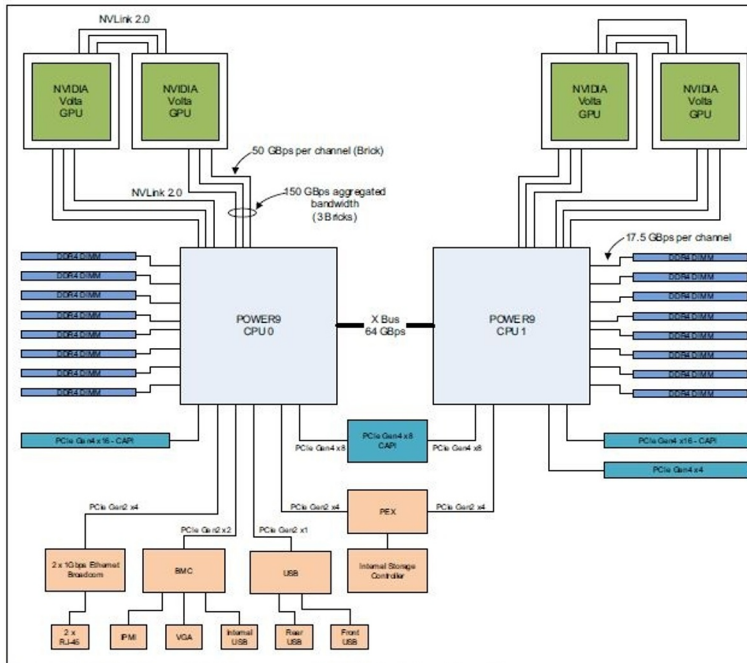 NVLink 2.0
NVIDIA
Volta
GPU
NVIDIA
Volta
GPU
NVIDIA
Volta
GPU
NVIDIA
Volta
GPU
50 GBps per channel (Brick)
NVLink 2.0
150 GBps aggregated
bandwidth
(3 Bricks)
17.5 GBps per channel
DDR4 DIMM
DDR4 DIMM
DDR4 DIMM
DDR4 DIMM
DDR4 DIMM
DDR4 DIMM
DDR4 DIMM
DDR4 DIMM
POWER9
CPU 0
X Bus
64 GBps
POWER9
CPU 1
DDR4 DIMM
DDR4 DIMM
DDR4 DIMM
DDR4 DIMM
DDR4 DIMM
DDR4 DIMM
DDR4 DIMM
DDR4 DIMM
PCIe Gen4 x16 - CAPI
PCIe Gen4 x8
PCIe Gen4 x8
CAPI
PCIe Gen4 x8
PCIe Gen4 x16 - CAPI
PCIe Gen4 x4
PCIe Gen2 x4
PCIe Gen2 x2
PCIe Gen2 x1
PCIe Gen2 x4
PEX
PCIe Gen2 x4
2 x 1Gbps Ethernet
Broadcom
BMC
USB
Internal Storage
Controller
2 x
RJ-45
IPMI
VGA
Internal
USB
Rear
USB
Front
USB